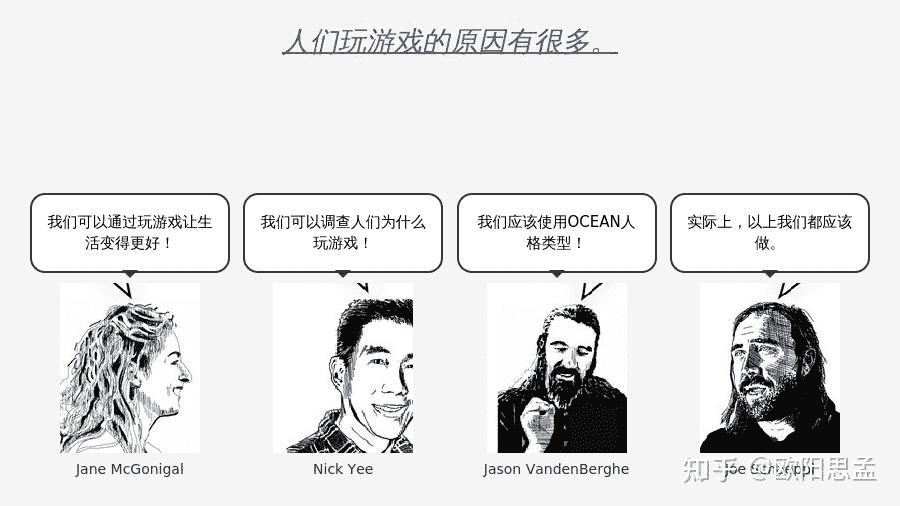 人们玩游戏的原因有很多。
我们可以通过玩游戏让生
活变得更好！
我们可以调查人们为什么
玩游戏！
我们应该使用OCEAN人
格类型！
实际上，以上我们都应该
做。
Jane McGonigal
Nick Yee
Jason VandenBerghe
知乎 @欧阳思孟